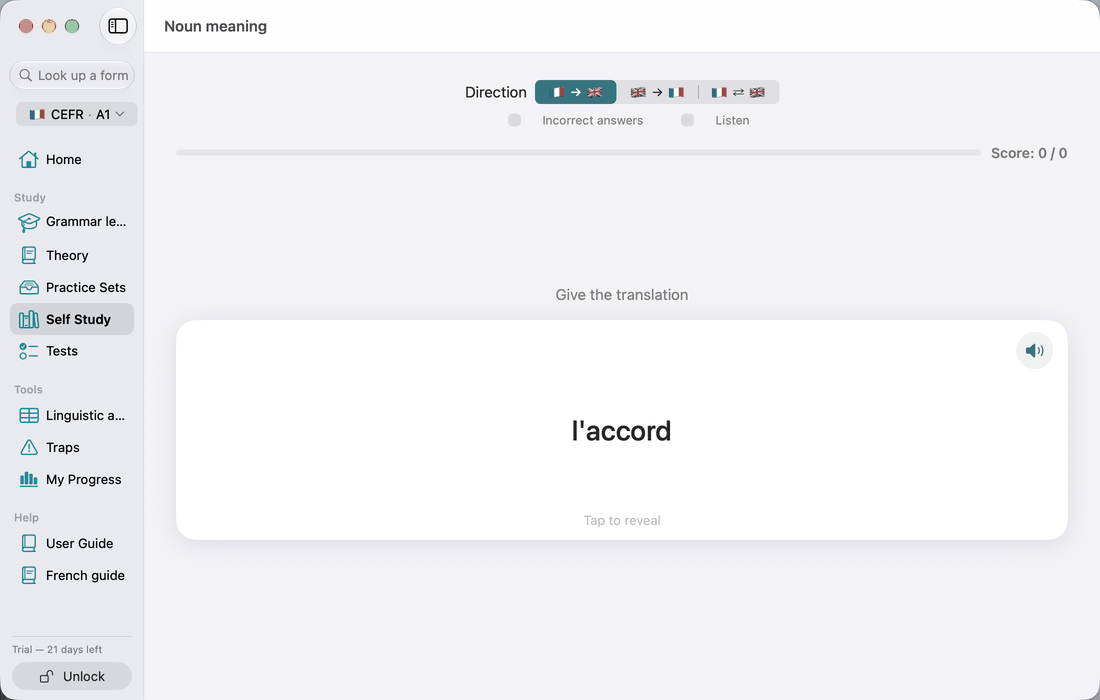 Noun meaning
Look up a form
CEFR · A1
Home
Study
Grammar le...
Theory
Practice Sets
Self Study
Tests
Tools
Linguistic a...
Traps
My Progress
Help
User Guide
French guide
Trial — 21 days left
Unlock
Direction
Incorrect answers Listen
Score: 0 / 0
Give the translation
l'accord
Tap to reveal